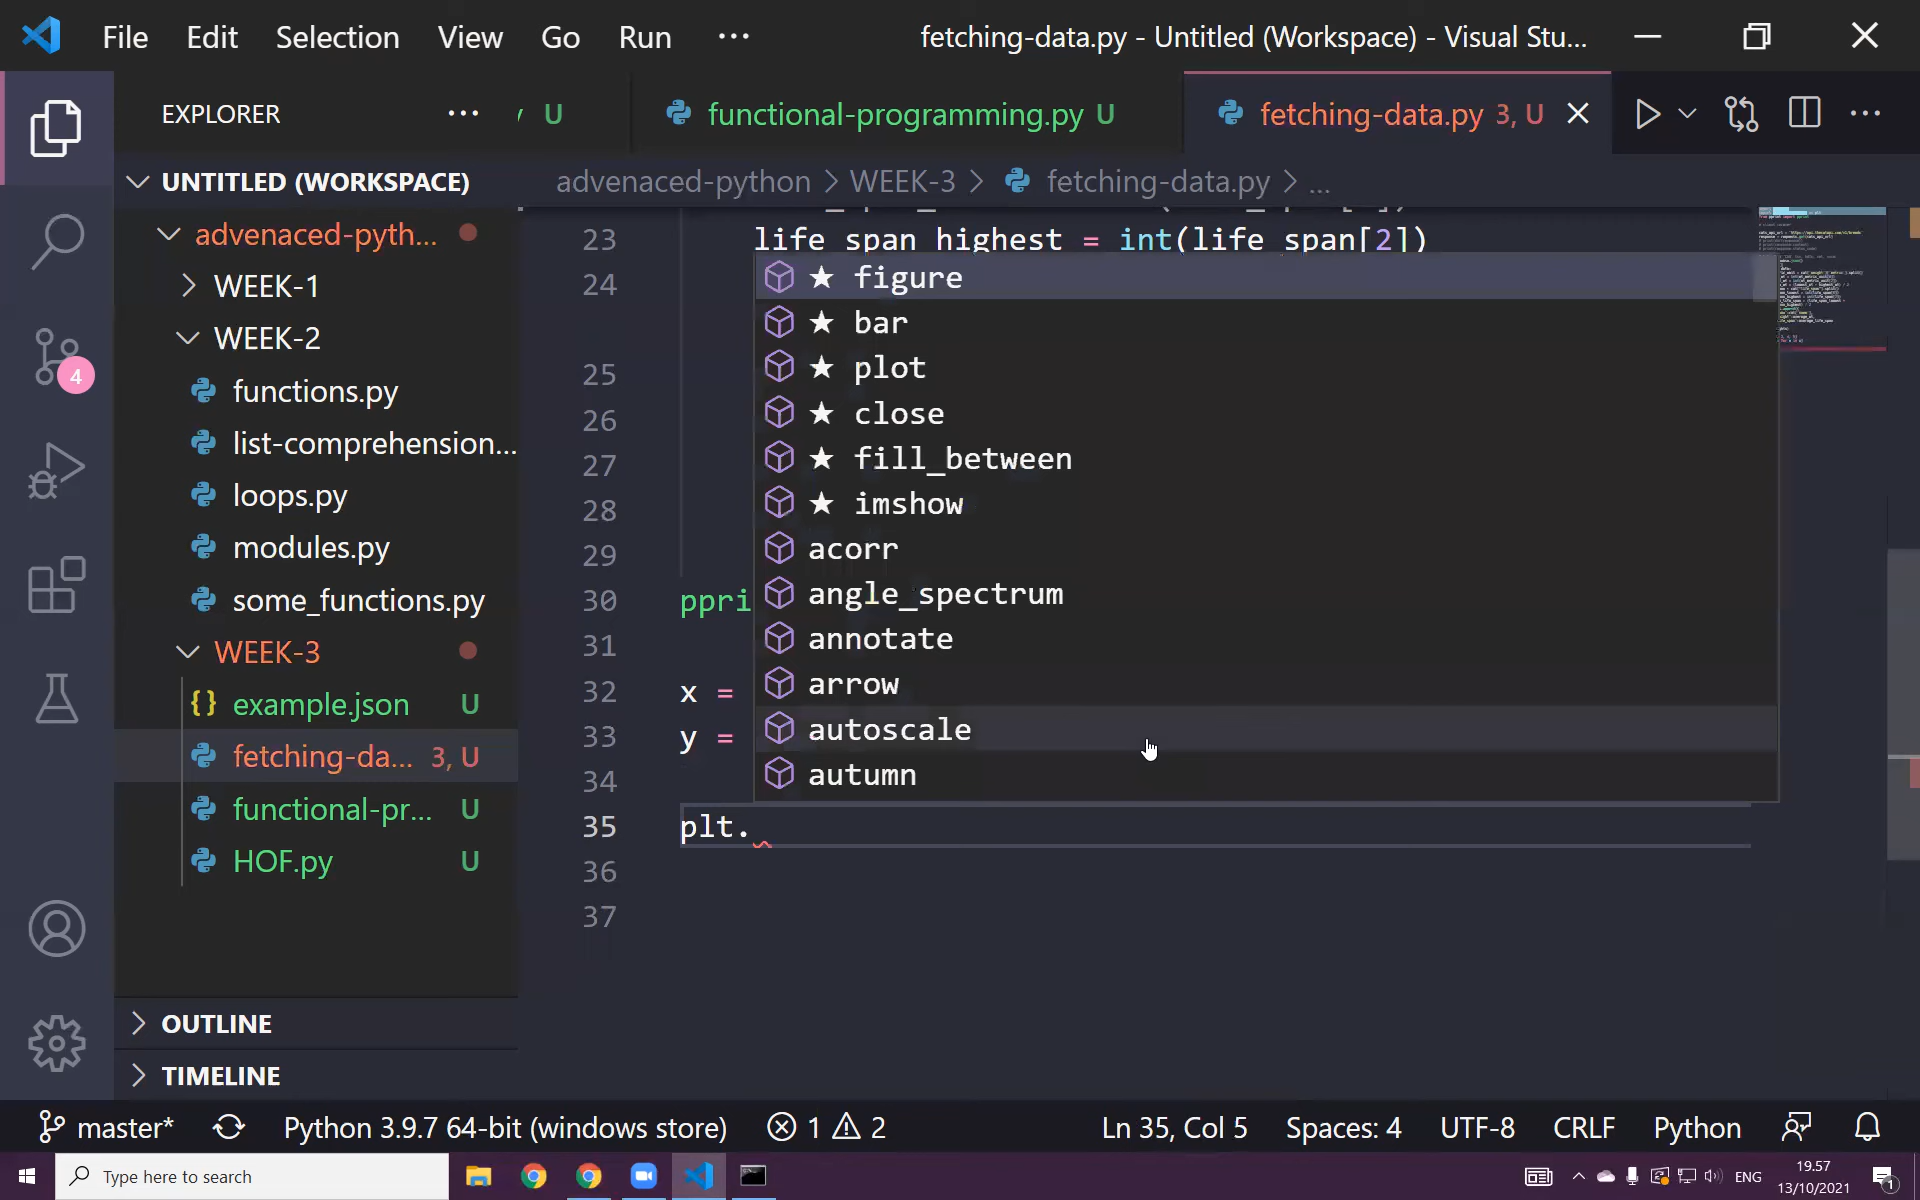 File Edit Selection View Go Run ··· fetching-data.py - Untitled (Workspace) - Visual Stu...
EXPLORER ··· U functional-programming.py U fetching-data.py 3, U
UNTITLED (WORKSPACE) advenaced-python > WEEK-3 > fetching-data.py > ...
advenaced-pyth...
WEEK-1
WEEK-2
functions.py
list-comprehension...
loops.py
modules.py
some_functions.py
WEEK-3
{} example.json U
fetching-da... 3, U
functional-pr... U
HOF.py U
OUTLINE
TIMELINE
4
23 life_span_highest = int(life_span[2])
24
25
26
27
28
29
30 ppri
31
32 x =
33 y =
34
35 plt.
36
37
★ figure
★ bar
★ plot
★ close
★ fill_between
★ imshow
acorr
angle_spectrum
annotate
arrow
autoscale
autumn
master* Python 3.9.7 64-bit (windows store) 1 2 Ln 35, Col 5 Spaces: 4 UTF-8 CRLF Python
Type here to search ENG 19.57
13/10/2021 1